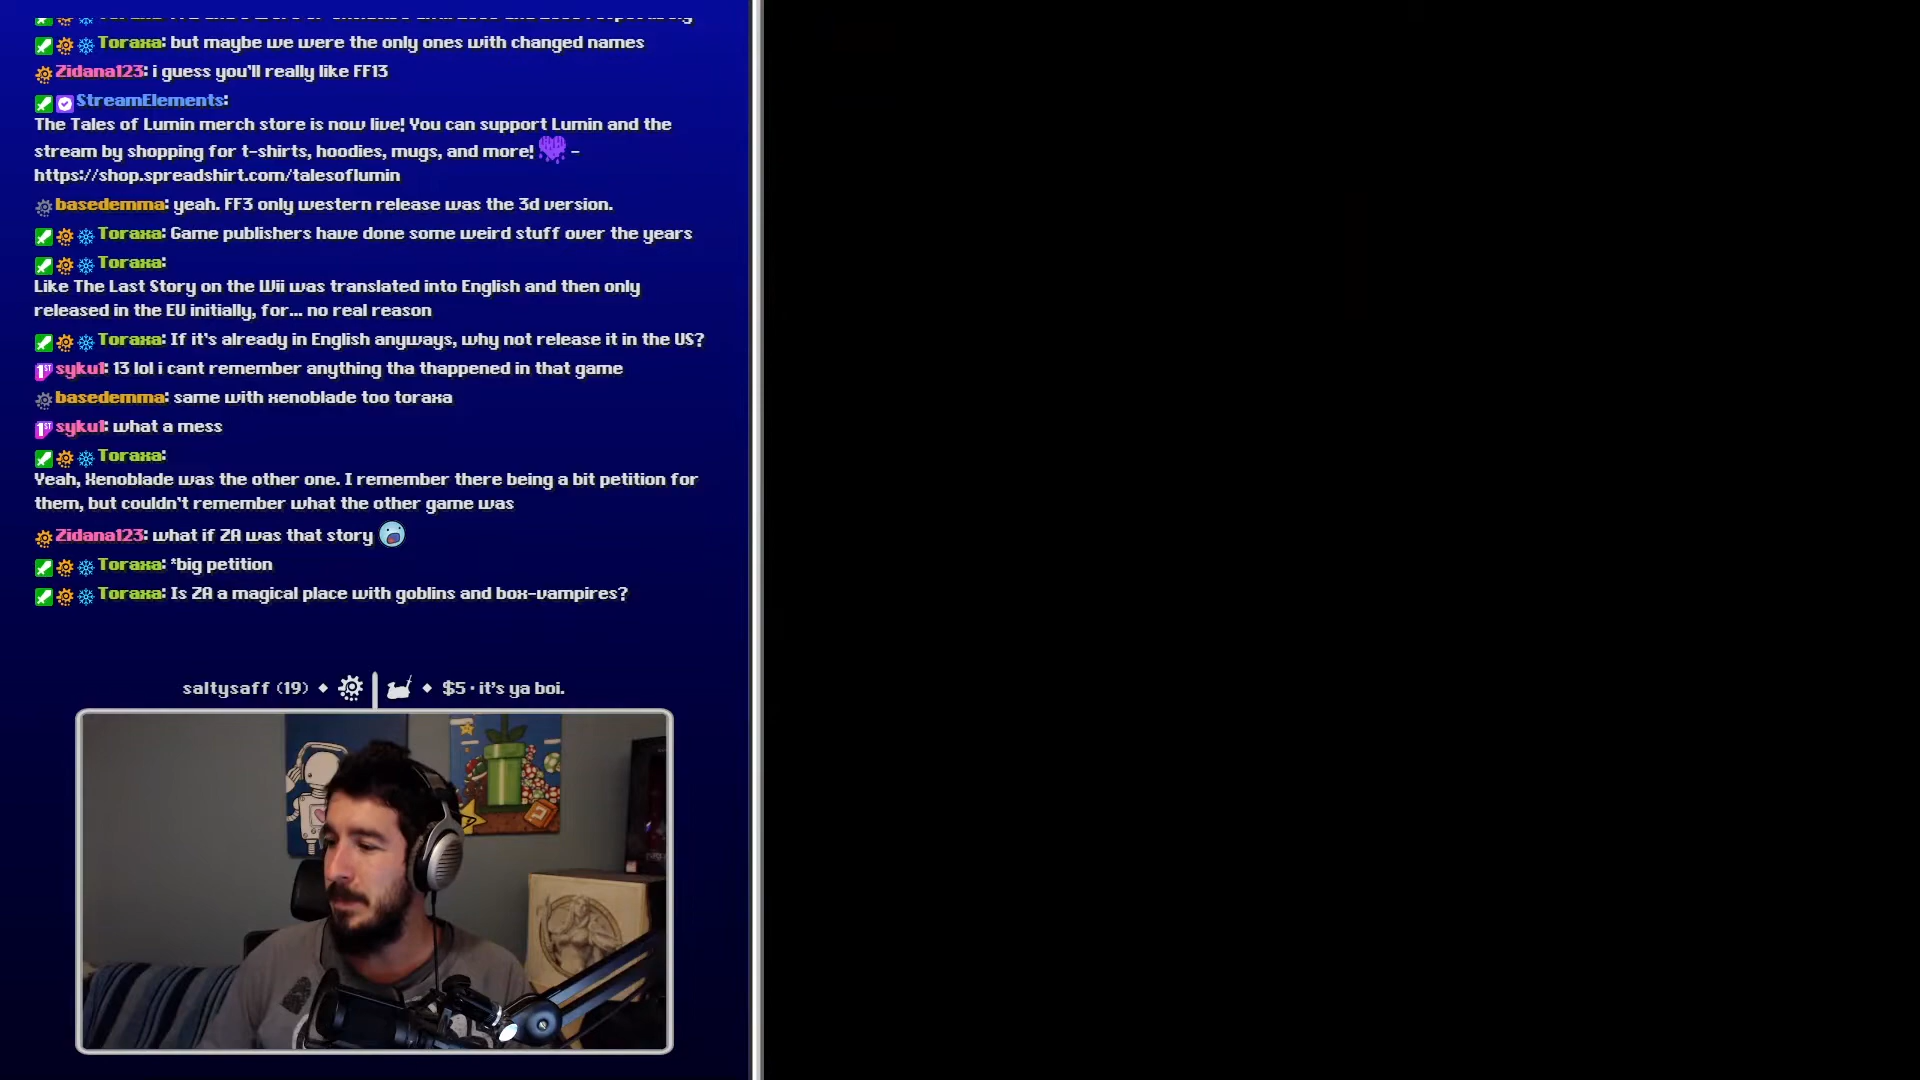 Toraxa: but maybe we were the only ones with changed names
Zidana123: i guess you'll really like FF13
StreamElements:
The Tales of Lumin merch store is now live! You can support Lumin and the
stream by shopping for t-shirts, hoodies, mugs, and more! -
https://shop.spreadshirt.com/talesoflumin
basedemma: yeah. FF3 only western release was the 3d version.
Toraxa: Game publishers have done some weird stuff over the years
Toraxa:
Like The Last Story on the Wii was translated into English and then only
released in the EU initially, for... no real reason
Toraxa: If it's already in English anyways, why not release it in the US?
1ST syku1: 13 lol i cant remember anything tha thappened in that game
basedemma: same with xenoblade too toraxa
1ST syku1: what a mess
Toraxa:
Yeah, Xenoblade was the other one. I remember there being a bit petition for
them, but couldn't remember what the other game was
Zidana123: what if ZA was that story
Toraxa: *big petition
Toraxa: Is ZA a magical place with goblins and box-vampires?
saltysaff (19) ◆ ◆ $5 · it's ya boi.